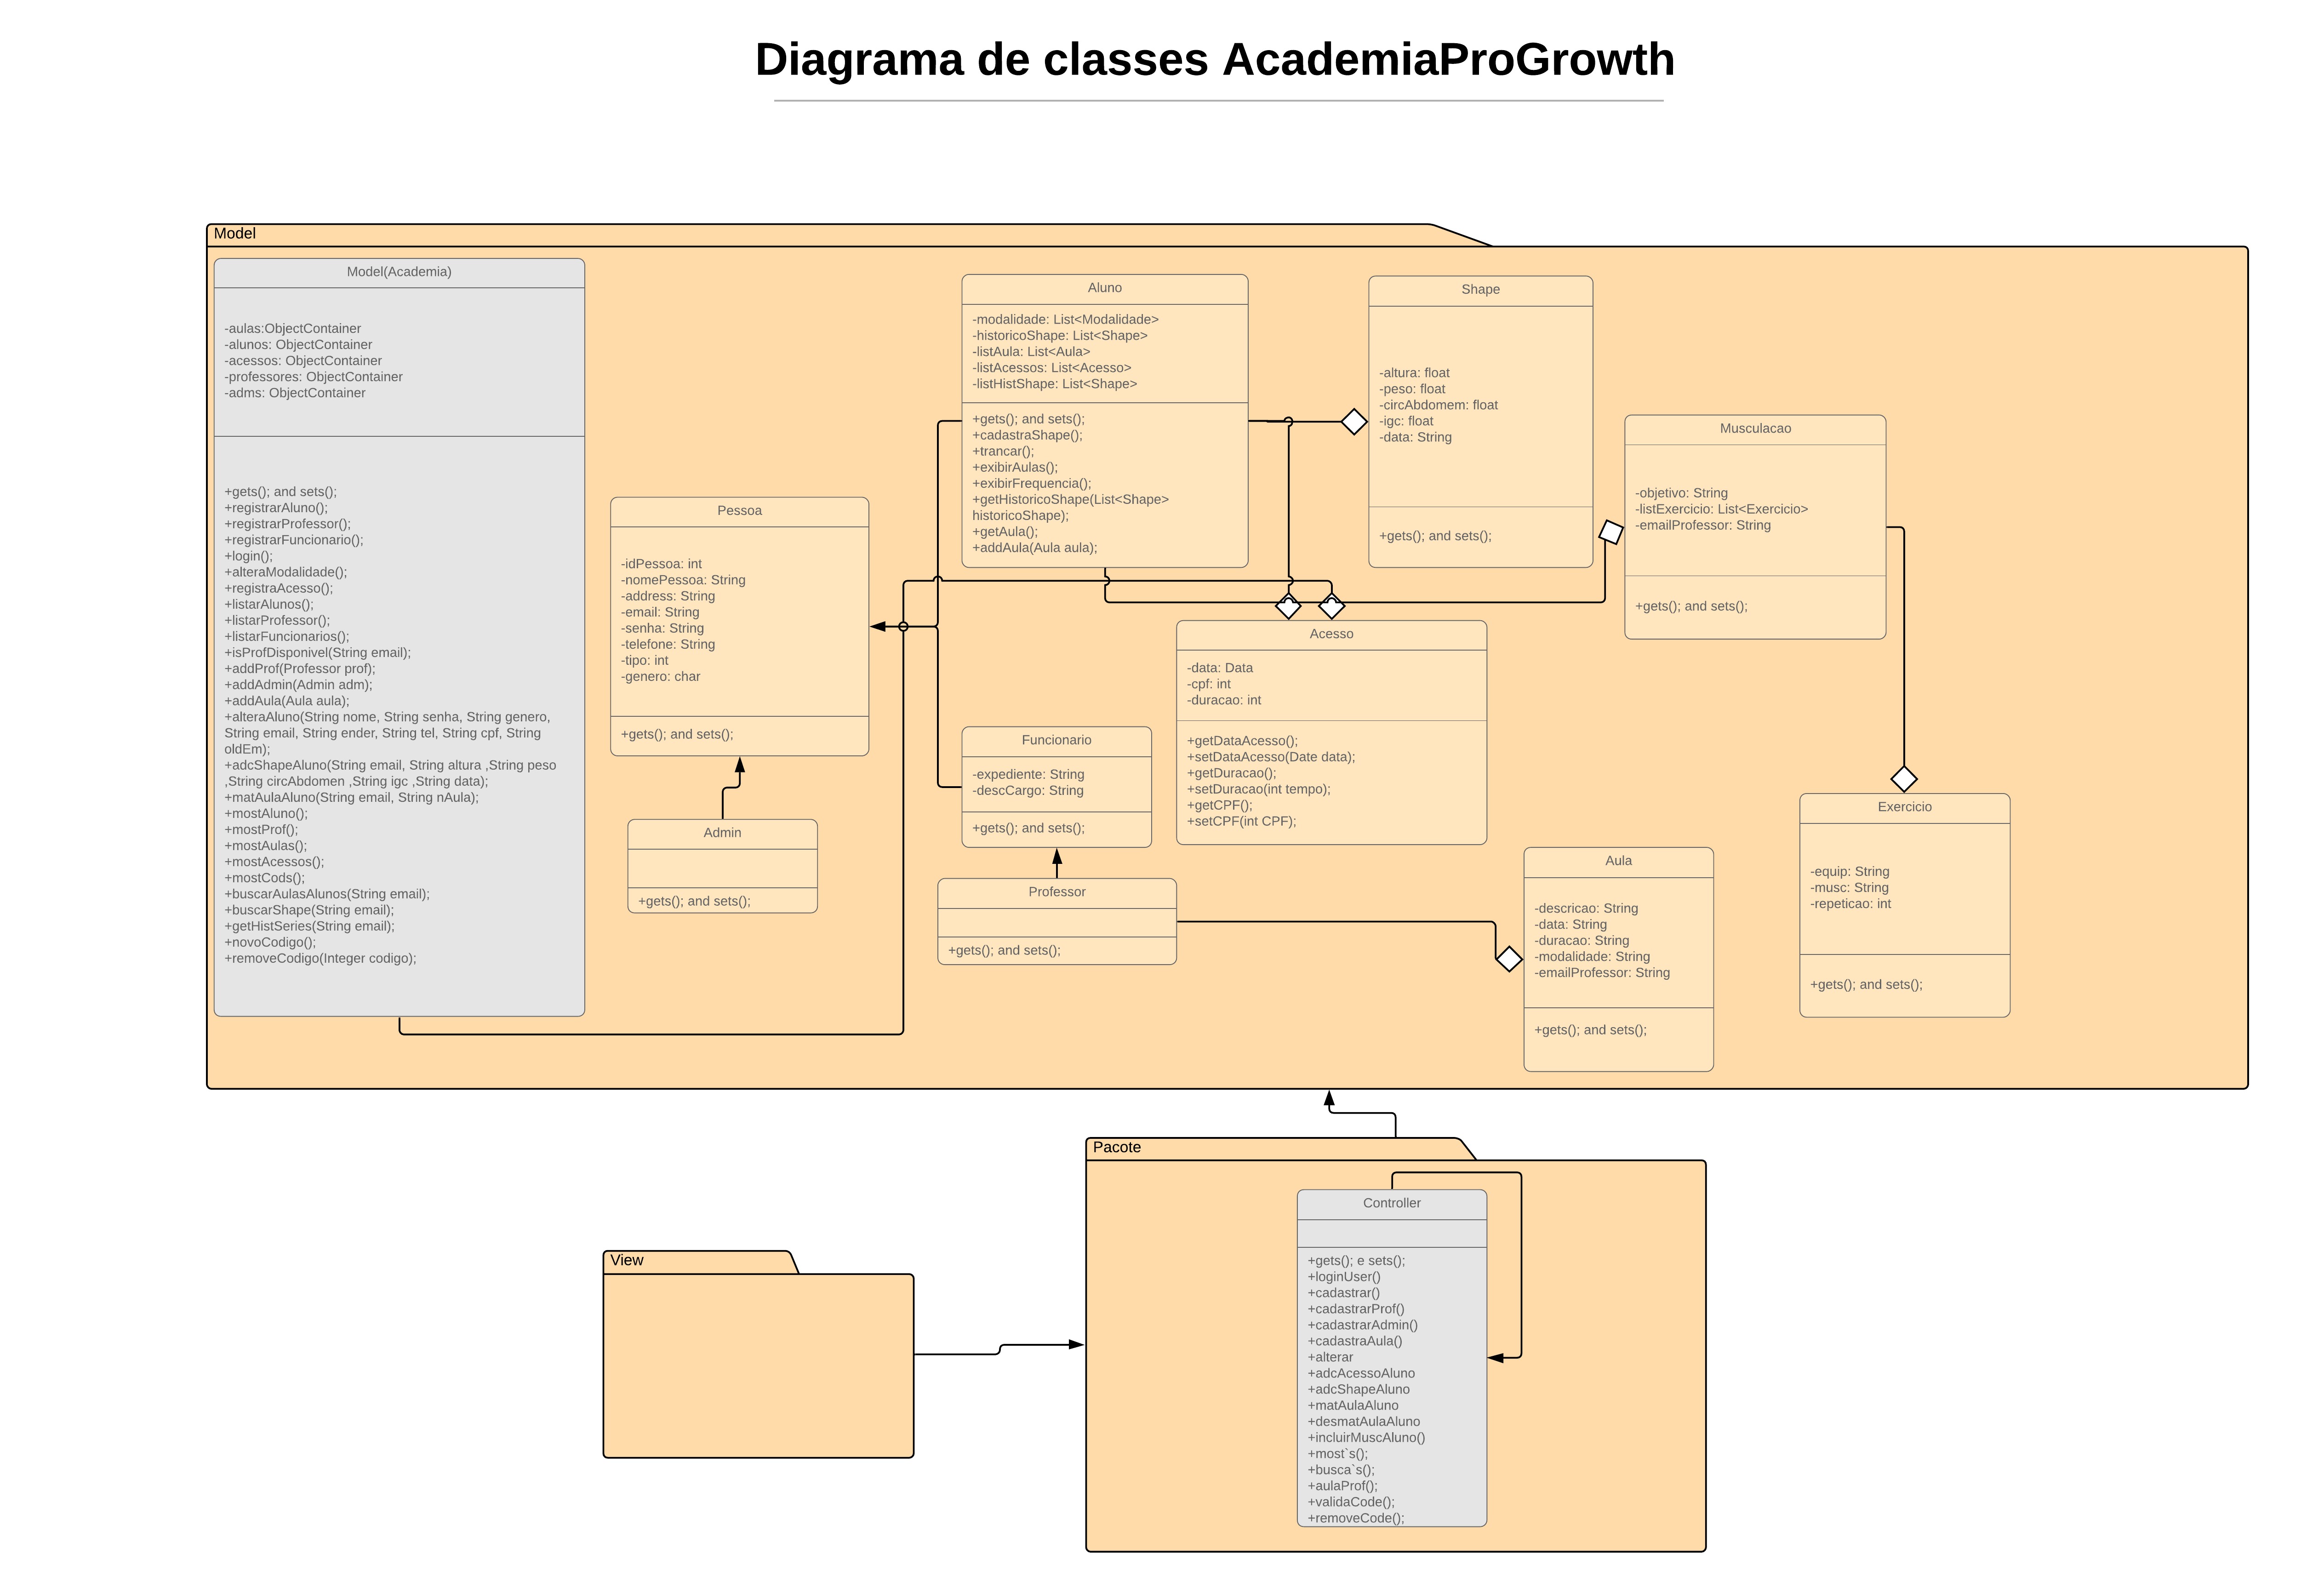 Diagrama de classes AcademiaProGrowth
Model
Model(Academia)
-aulas:ObjectContainer
-alunos: ObjectContainer
-acessos: ObjectContainer
-professores: ObjectContainer
-adms: ObjectContainer
+gets(); and sets();
+registrarAluno();
+registrarProfessor();
+registrarFuncionario();
+login();
+alteraModalidade();
+registraAcesso();
+listarAlunos();
+listarProfessor();
+listarFuncionarios();
+isProfDisponivel(String email);
+addProf(Professor prof);
+addAdmin(Admin adm);
+addAula(Aula aula);
+alteraAluno(String nome, String senha, String genero,
String email, String ender, String tel, String cpf, String
oldEm);
+adcShapeAluno(String email, String altura ,String peso
,String circAbdomen ,String igc ,String data);
+matAulaAluno(String email, String nAula);
+mostAluno();
+mostProf();
+mostAulas();
+mostAcessos();
+mostCods();
+buscarAulasAlunos(String email);
+buscarShape(String email);
+getHistSeries(String email);
+novoCodigo();
+removeCodigo(Integer codigo);
Pessoa
-idPessoa: int
-nomePessoa: String
-address: String
-email: String
-senha: String
-telefone: String
-tipo: int
-genero: char
+gets(); and sets();
Admin
+gets(); and sets();
Aluno
-modalidade: List<Modalidade>
-historicoShape: List<Shape>
-listAula: List<Aula>
-listAcessos: List<Acesso>
-listHistShape: List<Shape>
+gets(); and sets();
+cadastraShape();
+trancar();
+exibirAulas();
+exibirFrequencia();
+getHistoricoShape(List<Shape>
historicoShape);
+getAula();
+addAula(Aula aula);
Funcionario
-expediente: String
-descCargo: String
+gets(); and sets();
Professor
+gets(); and sets();
Shape
-altura: float
-peso: float
-circAbdomem: float
-igc: float
-data: String
+gets(); and sets();
Acesso
-data: Data
-cpf: int
-duracao: int
+getDataAcesso();
+setDataAcesso(Date data);
+getDuracao();
+setDuracao(int tempo);
+getCPF();
+setCPF(int CPF);
Musculacao
-objetivo: String
-listExercicio: List<Exercicio>
-emailProfessor: String
+gets(); and sets();
Aula
-descricao: String
-data: String
-duracao: String
-modalidade: String
-emailProfessor: String
+gets(); and sets();
Exercicio
-equip: String
-musc: String
-repeticao: int
+gets(); and sets();
Pacote
Controller
+gets(); e sets();
+loginUser()
+cadastrar()
+cadastrarProf()
+cadastrarAdmin()
+cadastraAula()
+alterar
+adcAcessoAluno
+adcShapeAluno
+matAulaAluno
+desmatAulaAluno
+incluirMuscAluno()
+most`s();
+busca`s();
+aulaProf();
+validaCode();
+removeCode();
View